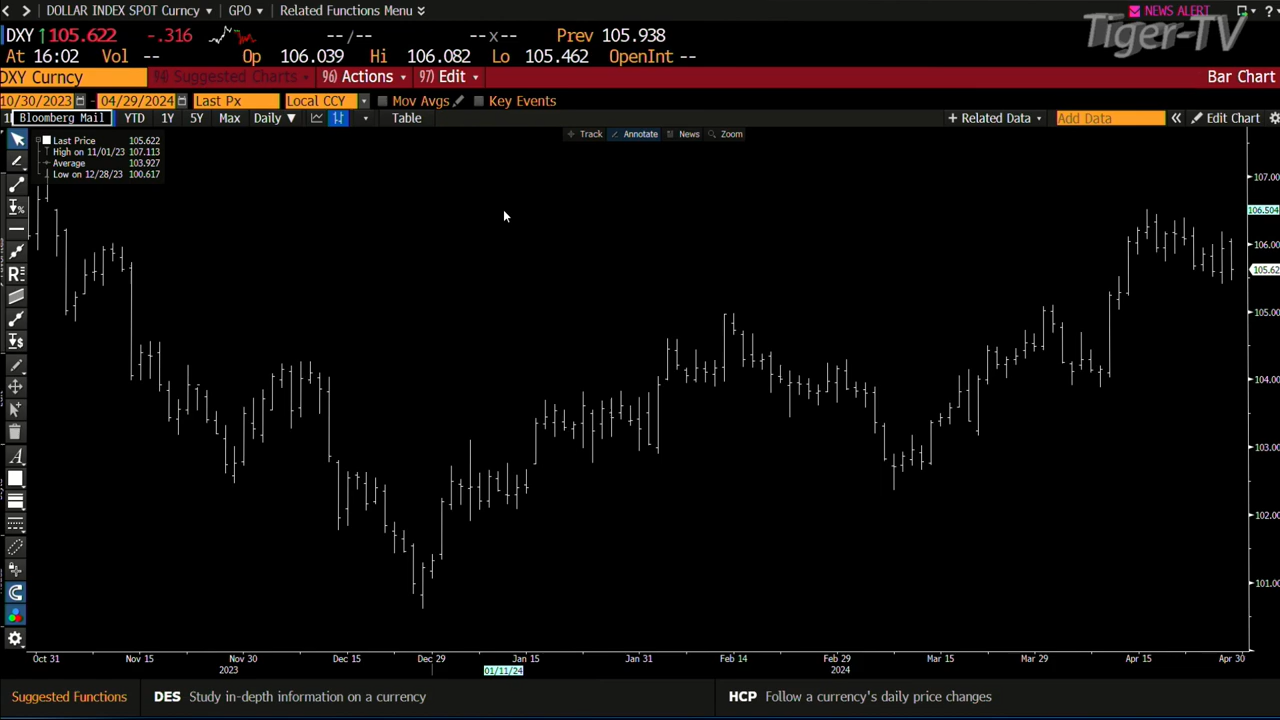 DOLLAR INDEX SPOT Curncy GPO Related Functions Menu
NEWS ALERT
Tiger-TV
DXY 105.622 -.316 --/-- --x-- Prev 105.938
At 16:02 Vol -- Op 106.039 Hi 106.082 Lo 105.462 OpenInt --
DXY Curncy 94) Suggested Charts 96) Actions 97) Edit Bar Chart
10/30/2023 - 04/29/2024 Last Px Local CCY Mov Avgs Key Events
Bloomberg Mail YTD 1Y 5Y Max Daily Table + Related Data Add Data Edit Chart
Track Annotate News Zoom
Last Price 105.622
High on 11/01/23 107.113
Average 103.927
Low on 12/28/23 100.617
107.00
106.504
106.00
105.62
105.00
104.00
103.00
102.00
101.00
Oct 31 Nov 15 Nov 30 Dec 15 Dec 29 Jan 15 Jan 31 Feb 14 Feb 29 Mar 15 Mar 29 Apr 15 Apr 30
2023 01/11/24 2024
Suggested Functions DES Study in-depth information on a currency HCP Follow a currency's daily price changes